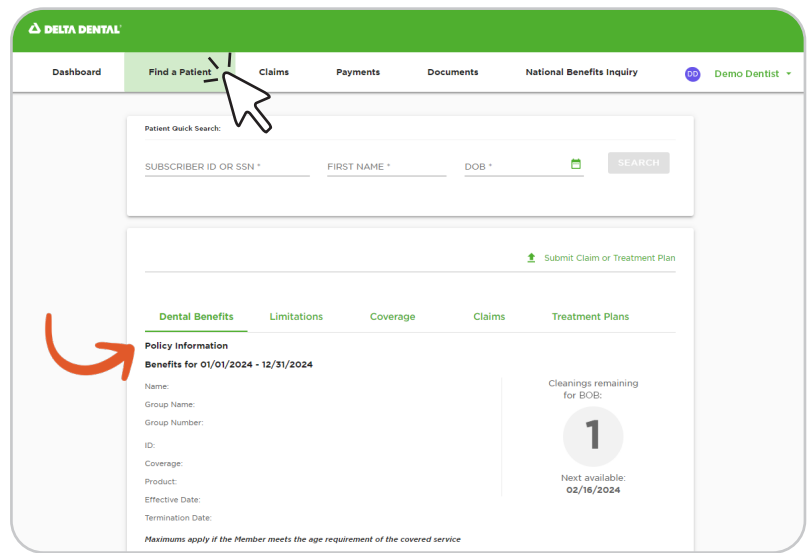 DELTA DENTAL
Dashboard Find a Patient Claims Payments Documents National Benefits Inquiry DD Demo Dentist
Patient Quick Search:
SUBSCRIBER ID OR SSN * FIRST NAME * DOB * SEARCH
Submit Claim or Treatment Plan
Dental Benefits Limitations Coverage Claims Treatment Plans
Policy Information
Benefits for 01/01/2024 - 12/31/2024
Name:
Group Name:
Group Number:
ID:
Coverage:
Product:
Effective Date:
Termination Date:
Cleanings remaining
for BOB:
1
Next available:
02/16/2024
Maximums apply if the Member meets the age requirement of the covered service